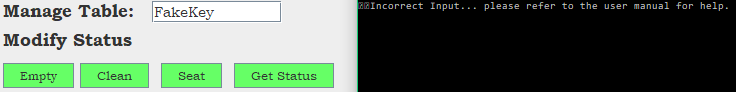 Manage Table: FakeKey
Modify Status
Empty Clean Seat Get Status
Incorrect Input... please refer to the user manual for help.